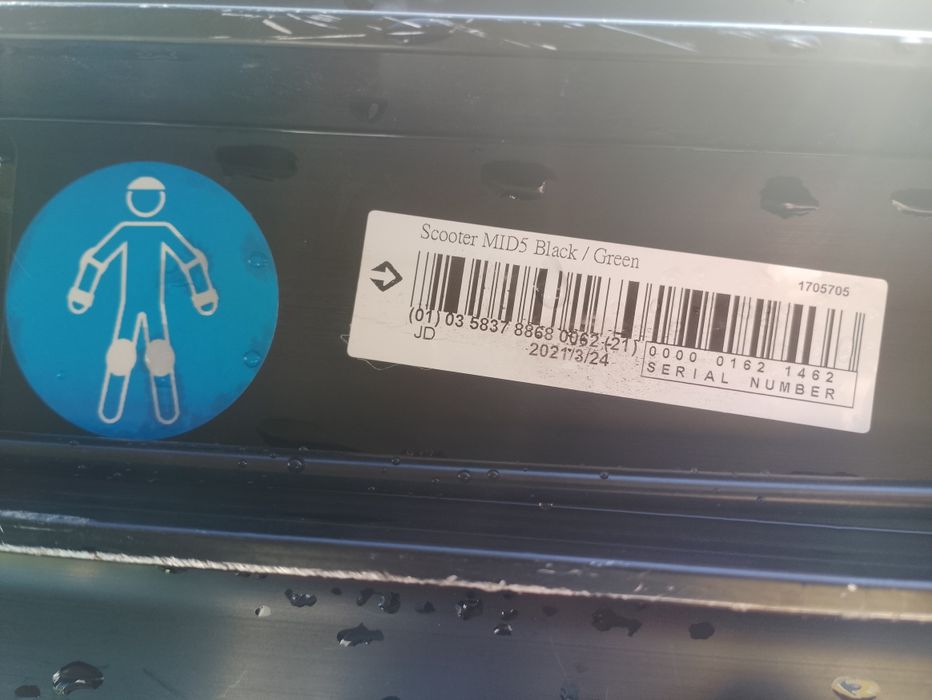 Scooter MID5 Black / Green
1705705
(01) 03 5837 8868 0062 (21)
0000 0162 1462
JD
2021/3/24
SERIAL NUMBER